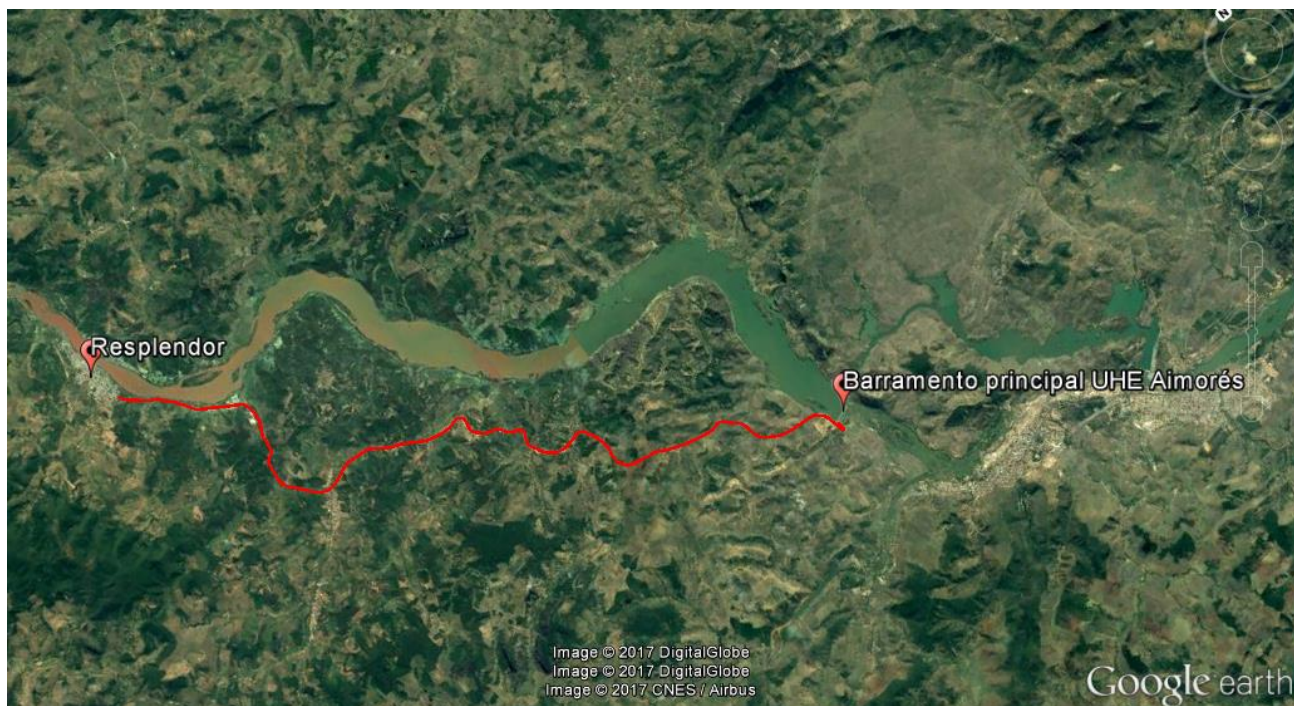 N
Resplendor
Barramento principal UHE Aimorés
Image © 2017 DigitalGlobe
Image © 2017 DigitalGlobe
Image © 2017 CNES / Airbus
Google earth